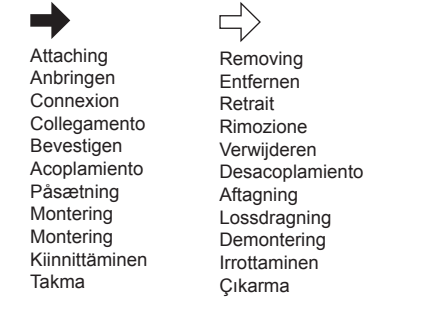 Attaching
Anbringen
Connexion
Collegamento
Bevestigen
Acoplamiento
Påsætning
Montering
Montering
Kiinnittäminen
Takma
Removing
Entfernen
Retrait
Rimozione
Verwijderen
Desacoplamiento
Aftagning
Lossdragning
Demontering
Irrottaminen
Çıkarma